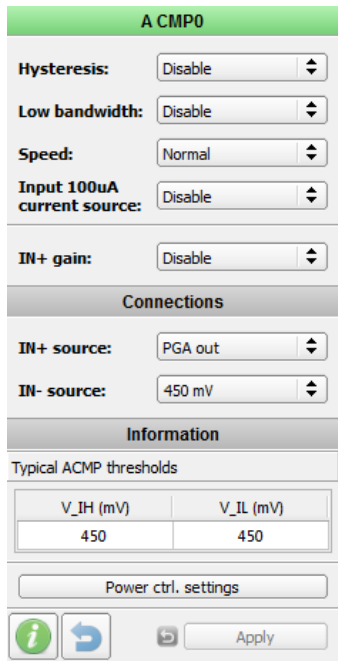 A CMP0
Hysteresis: Disable
Low bandwidth: Disable
Speed: Normal
Input 100uA
current source: Disable
IN+ gain: Disable
Connections
IN+ source: PGA out
IN- source: 450 mV
Information
Typical ACMP thresholds
V_IH (mV) V_IL (mV)
450 450
Power ctrl. settings
i Apply